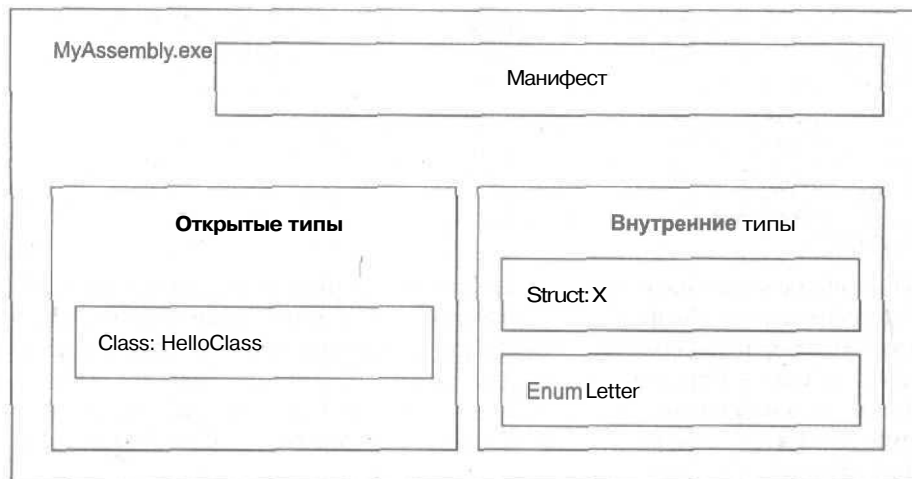 MyAssembly.exe
Манифест
Открытые типы
Внутренние типы
Struct: X
Class: HelloClass
Enum Letter